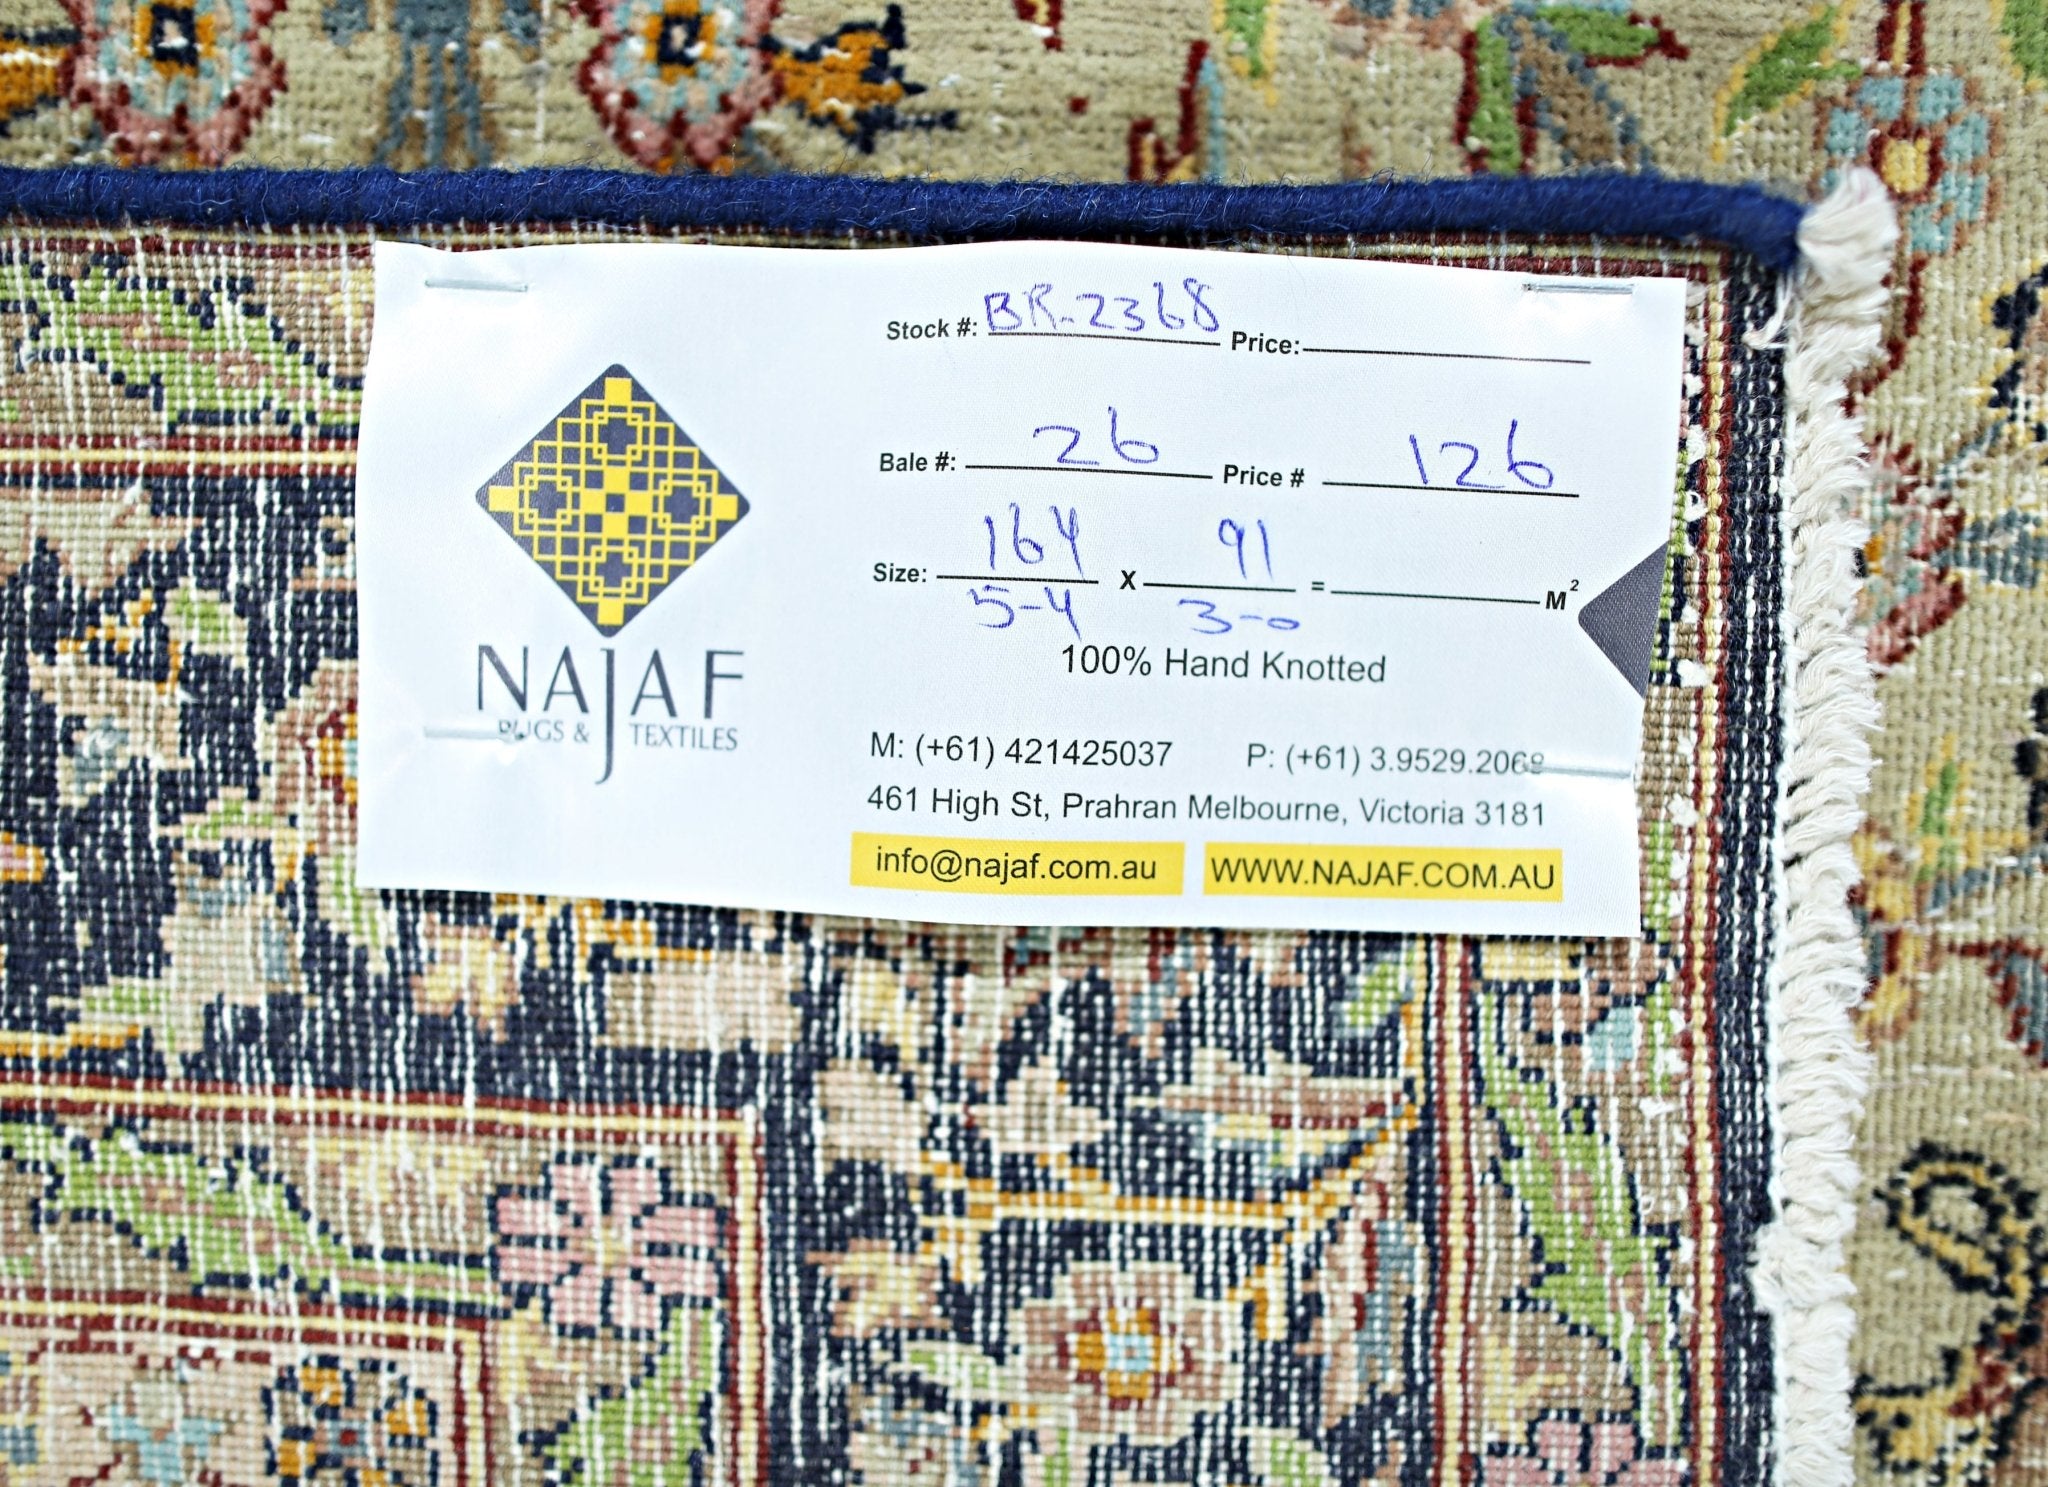 NAJAF
RUGS & TEXTILES
Stock #: BR-2368 Price:
Bale #: 26 Price # 126
Size: 164 X 91 = M²
5-4 3-0
100% Hand Knotted
M: (+61) 421425037 P: (+61) 3.9529.2068
461 High St, Prahran Melbourne, Victoria 3181
info@najaf.com.au WWW.NAJAF.COM.AU